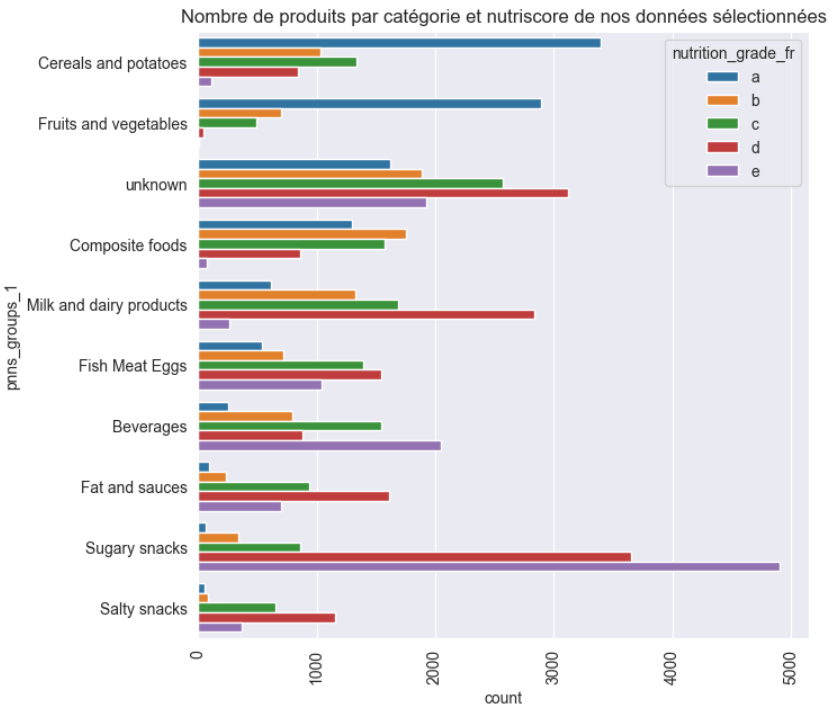 Nombre de produits par catégorie et nutriscore de nos données sélectionnées
nutrition_grade_fr
a
b
c
d
e
pnns_groups_1
Cereals and potatoes
Fruits and vegetables
unknown
Composite foods
Milk and dairy products
Fish Meat Eggs
Beverages
Fat and sauces
Sugary snacks
Salty snacks
0
1000
2000
3000
4000
5000
count